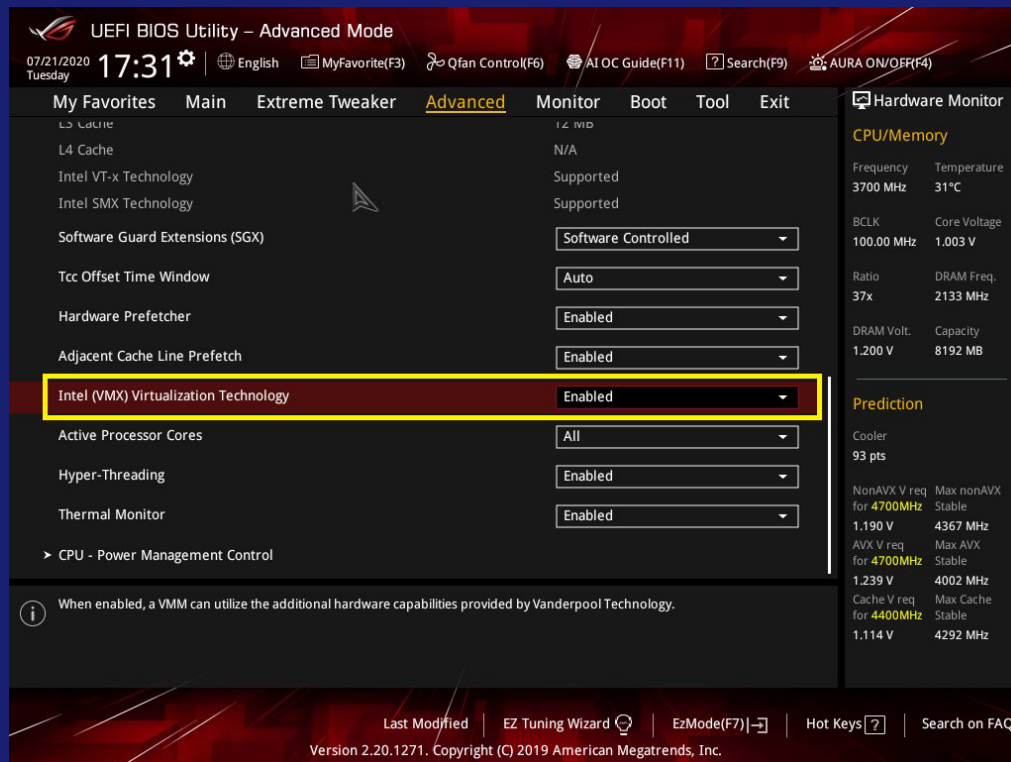 UEFI BIOS Utility – Advanced Mode
07/21/2020
Tuesday
17:31
English
MyFavorite(F3)
Qfan Control(F6)
AI OC Guide(F11)
? Search(F9)
AURA ON/OFF(F4)
My Favorites Main Extreme Tweaker Advanced Monitor Boot Tool Exit
L3 Cache 12 MB
L4 Cache N/A
Intel VT-x Technology Supported
Intel SMX Technology Supported
Software Guard Extensions (SGX) Software Controlled
Tcc Offset Time Window Auto
Hardware Prefetcher Enabled
Adjacent Cache Line Prefetch Enabled
Intel (VMX) Virtualization Technology Enabled
Active Processor Cores All
Hyper-Threading Enabled
Thermal Monitor Enabled
> CPU - Power Management Control
i When enabled, a VMM can utilize the additional hardware capabilities provided by Vanderpool Technology.
Hardware Monitor
CPU/Memory
Frequency Temperature
3700 MHz 31°C
BCLK Core Voltage
100.00 MHz 1.003 V
Ratio DRAM Freq.
37x 2133 MHz
DRAM Volt. Capacity
1.200 V 8192 MB
Prediction
Cooler
93 pts
NonAVX V req Max nonAVX
for 4700MHz Stable
1.190 V 4367 MHz
AVX V req Max AVX
for 4700MHz Stable
1.239 V 4002 MHz
Cache V req Max Cache
for 4400MHz Stable
1.114 V 4292 MHz
Last Modified EZ Tuning Wizard EzMode(F7) Hot Keys ? Search on FAQ
Version 2.20.1271. Copyright (C) 2019 American Megatrends, Inc.